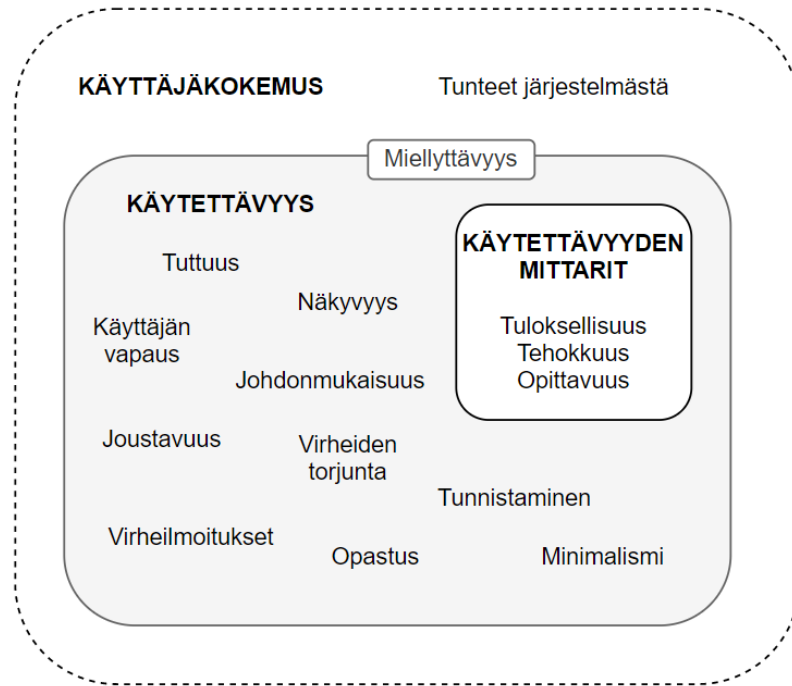 KÄYTTÄJÄKOKEMUS
Tunteet järjestelmästä
Miellyttävyys
KÄYTETTÄVYYS
KÄYTETTÄVYYDEN
MITTARIT
Tuloksellisuus
Tehokkuus
Opittavuus
Tuttuus
Näkyvyys
Käyttäjän
vapaus
Johdonmukaisuus
Joustavuus
Virheiden
torjunta
Tunnistaminen
Virheilmoitukset
Opastus
Minimalismi